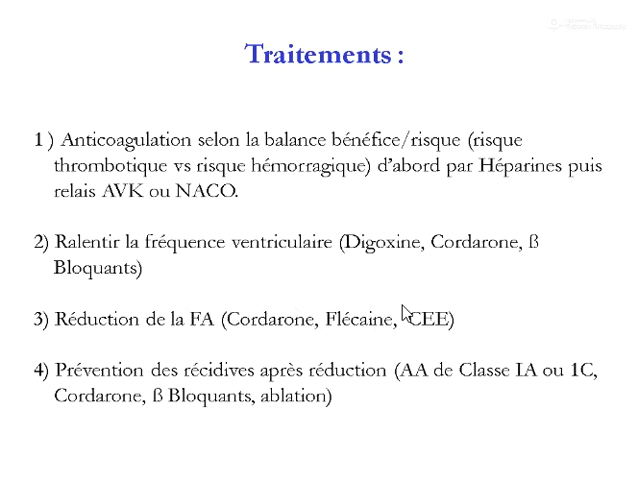 Traitements :
1 ) Anticoagulation selon la balance bénéfice/risque (risque
thrombotique vs risque hémorragique) d'abord par Héparines puis
relais AVK ou NACO.
2) Ralentir la fréquence ventriculaire (Digoxine, Cordarone, ß
Bloquants)
3) Réduction de la FA (Cordarone, Flécaine, CEE)
4) Prévention des récidives après réduction (AA de Classe IA ou 1C,
Cordarone, ß Bloquants, ablation)